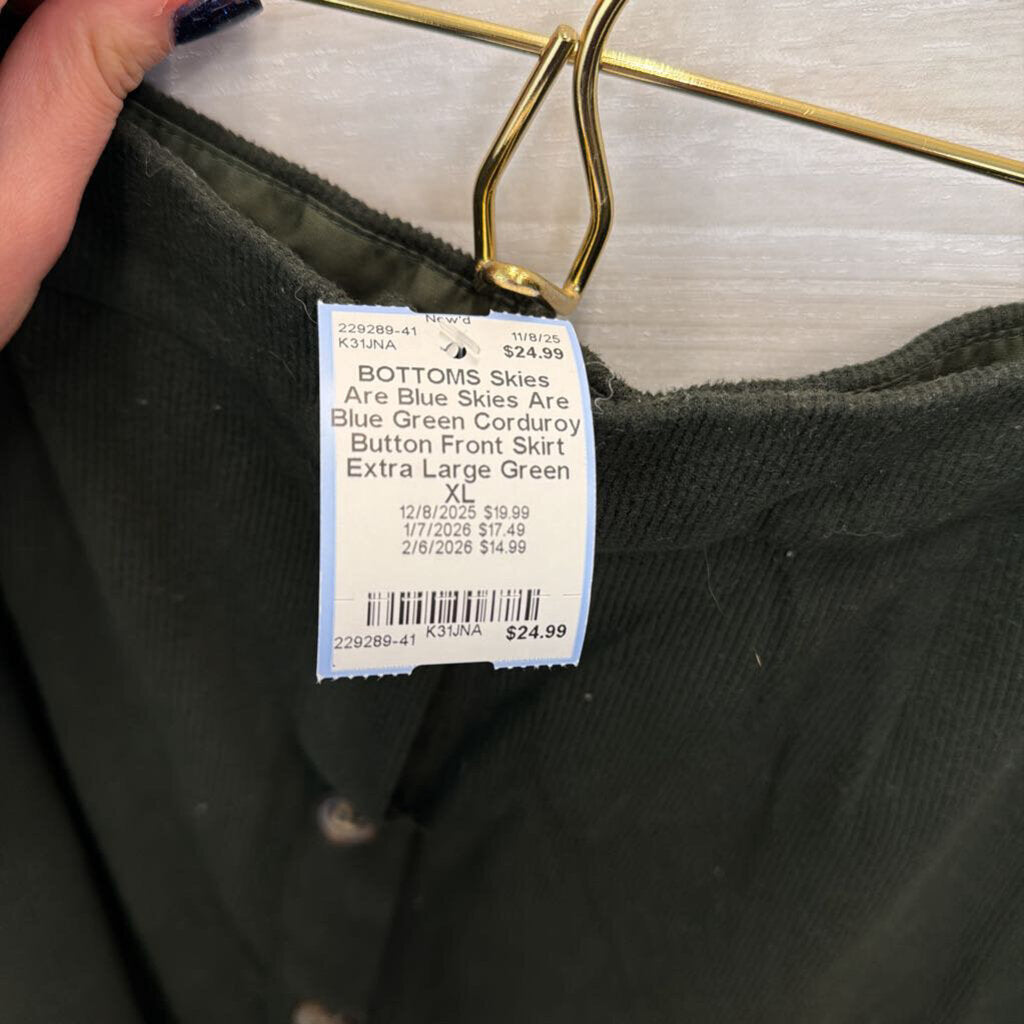 New'd
229289-41 11/8/25
K31JNA $24.99
BOTTOMS Skies
Are Blue Skies Are
Blue Green Corduroy
Button Front Skirt
Extra Large Green
XL
12/8/2025 $19.99
1/7/2026 $17.49
2/6/2026 $14.99
229289-41 K31JNA $24.99